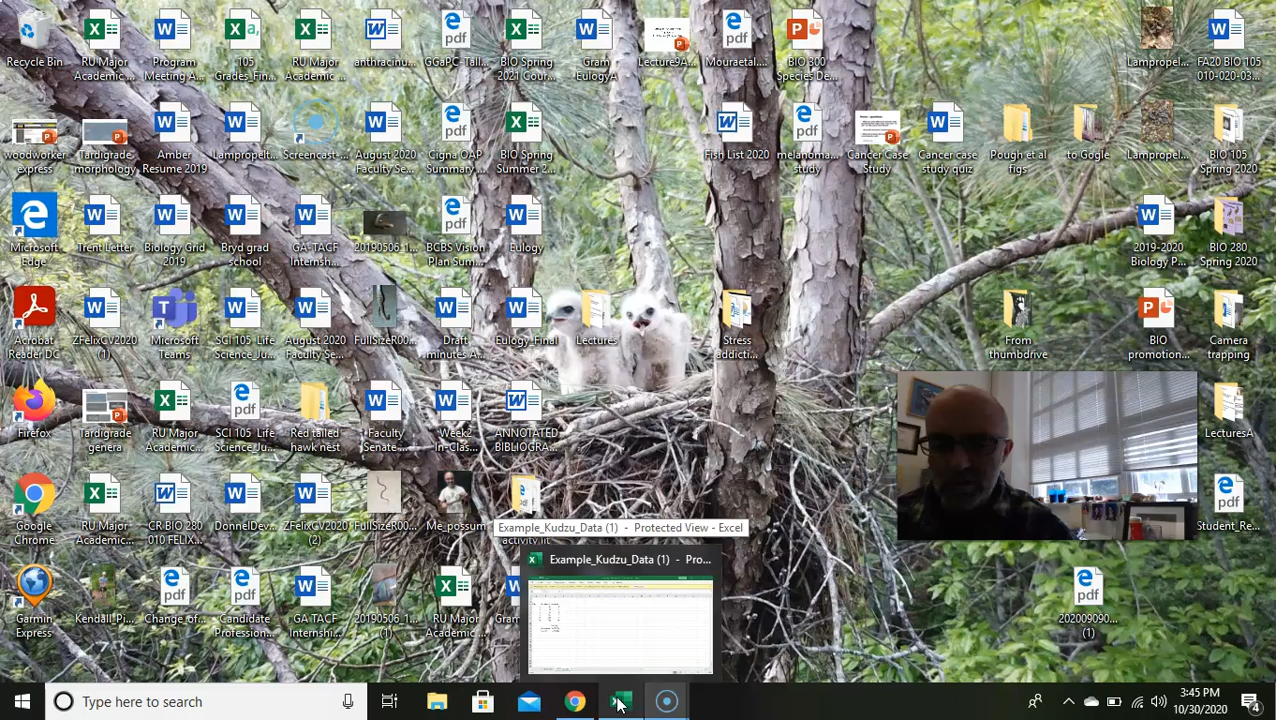 Recycle Bin
RU Major
Academic ...
Program
Meeting A...
105
Grades_Fin...
RU Major
Academic ...
anthracinu...
GGaPC-Tall...
BIO Spring
2021 Cour...
Gram
EulogyA
Lecture9A...
Mouraetal....
BIO 300
Species De...
Lampropel...
FA20 BIO 105
010-020-03...
woodworker
express
Tardigrade
morphology
Amber
Resume 2019
Lampropelt...
Screencast-...
August 2020
Faculty Se...
Cigna OAP
Summary ...
BIO Spring
Summer 2...
Fish List 2020
melanoma...
study
Cancer Case
Study
Cancer case
study quiz
Pough et al
figs
to Gogle
Lampropel...
BIO 105
Spring 2020
Microsoft
Edge
Trent Letter
Biology Grid
2019
Bryd grad
school
GA-TACF
Internsh...
20190506_1...
BCBS Vision
Plan Sum...
Eulogy
2019-2020
Biology P...
BIO 280
Spring 2020
Acrobat
Reader DC
ZFelixCV2020
(1)
Microsoft
Teams
SCI 105 Life
Science_Ju...
August 2020
Faculty Se...
FullSizeR00...
Draft
minutes A...
Eulogy_Final
Lectures
Stress
addicti...
From
thumbdrive
BIO
promotion...
Camera
trapping
Firefox
Tardigrade
genera
RU Major
Academic...
SCI 105 Life
Science_Ju...
Red tailed
hawk nest
Faculty
Senate ...
Week2
In-Clas...
ANNOTATED
BIBLIOGRA...
LecturesA
Google
Chrome
RU Major
Academic ...
CR-BIO 280
010 FELIX...
DonnelDev...
ZFelixCV2020
(2)
FullSizeR00...
Me_possum
Student_Re...
Example_Kudzu_Data (1) - Protected View - Excel
Example_Kudzu_Data (1) - Pro...
Garmin
Express
Kendall_Pi...
Change_of...
Candidate
Profession...
GA-TACF
Internshi...
20190506_1...
(1)
RU Major
Academic ...
202009090...
(1)
Type here to search
3:45 PM
10/30/2020
4